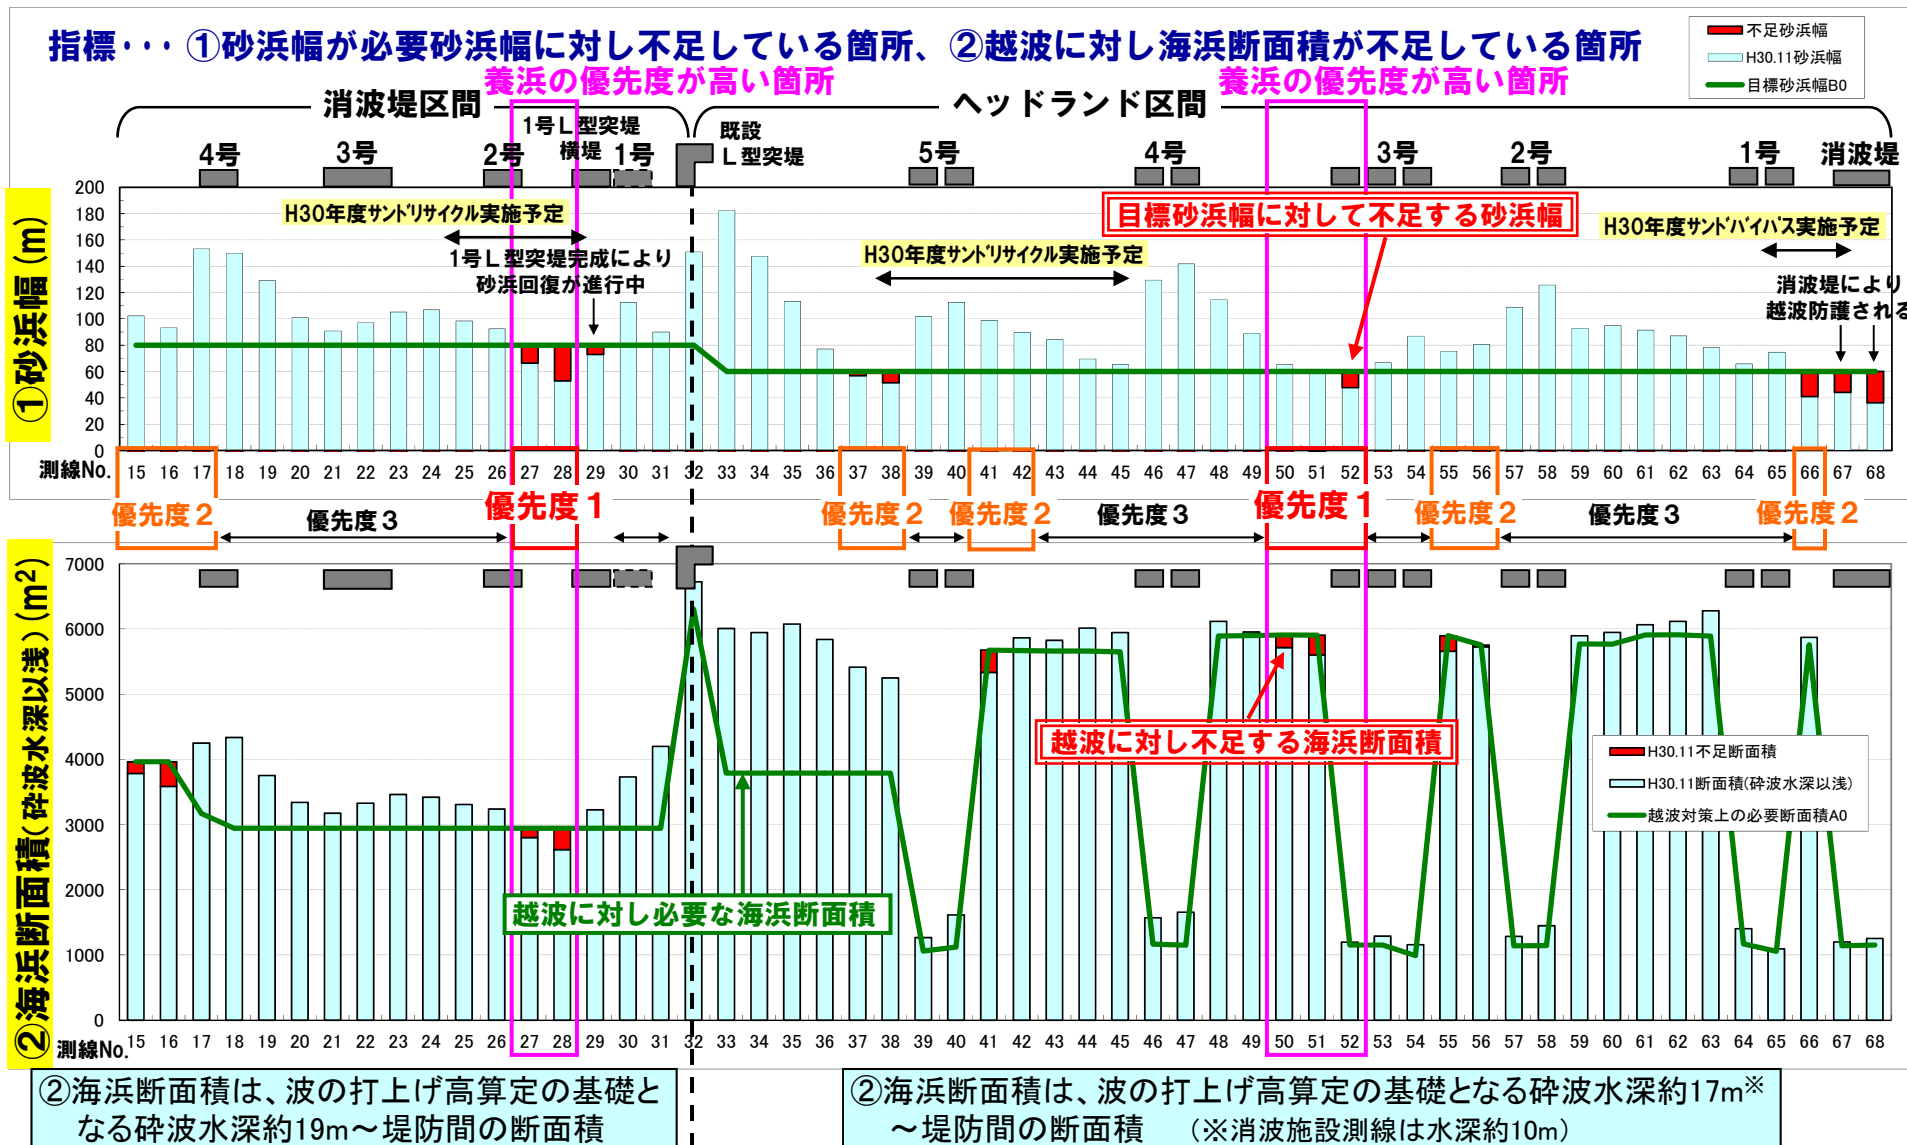 指標･･･ ①砂浜幅が必要砂浜幅に対し不足している箇所、②越波に対し海浜断面積が不足している箇所
不足砂浜幅
H30.11砂浜幅
目標砂浜幅B0
養浜の優先度が高い箇所
養浜の優先度が高い箇所
消波堤区間
ヘッドランド区間
4号
3号
2号
1号Ｌ型突堤
横堤
1号
既設
Ｌ型突堤
5号
4号
3号
2号
1号
消波堤
①砂浜幅(m)
200
180
160
140
120
100
80
60
40
20
0
H30年度サンドリサイクル実施予定
1号Ｌ型突堤完成により
砂浜回復が進行中
H30年度サンドリサイクル実施予定
目標砂浜幅に対して不足する砂浜幅
H30年度サンドバイパス実施予定
消波堤により
越波防護される
測線No. 15 16 17 18 19 20 21 22 23 24 25 26 27 28 29 30 31 32 33 34 35 36 37 38 39 40 41 42 43 44 45 46 47 48 49 50 51 52 53 54 55 56 57 58 59 60 61 62 63 64 65 66 67 68
優先度２ 優先度３ 優先度１ 優先度２ 優先度２ 優先度３ 優先度１ 優先度２ 優先度３ 優先度２
②海浜断面積(砕波水深以浅)(m²)
7000
6000
5000
4000
3000
2000
1000
0
越波に対し不足する海浜断面積
越波に対し必要な海浜断面積
H30.11不足断面積
H30.11断面積(砕波水深以浅)
越波対策上の必要断面積A0
測線No. 15 16 17 18 19 20 21 22 23 24 25 26 27 28 29 30 31 32 33 34 35 36 37 38 39 40 41 42 43 44 45 46 47 48 49 50 51 52 53 54 55 56 57 58 59 60 61 62 63 64 65 66 67 68
②海浜断面積は、波の打上げ高算定の基礎と
なる砕波水深約19m～堤防間の断面積
②海浜断面積は、波の打上げ高算定の基礎となる砕波水深約17m※
～堤防間の断面積　(※消波施設測線は水深約10m)